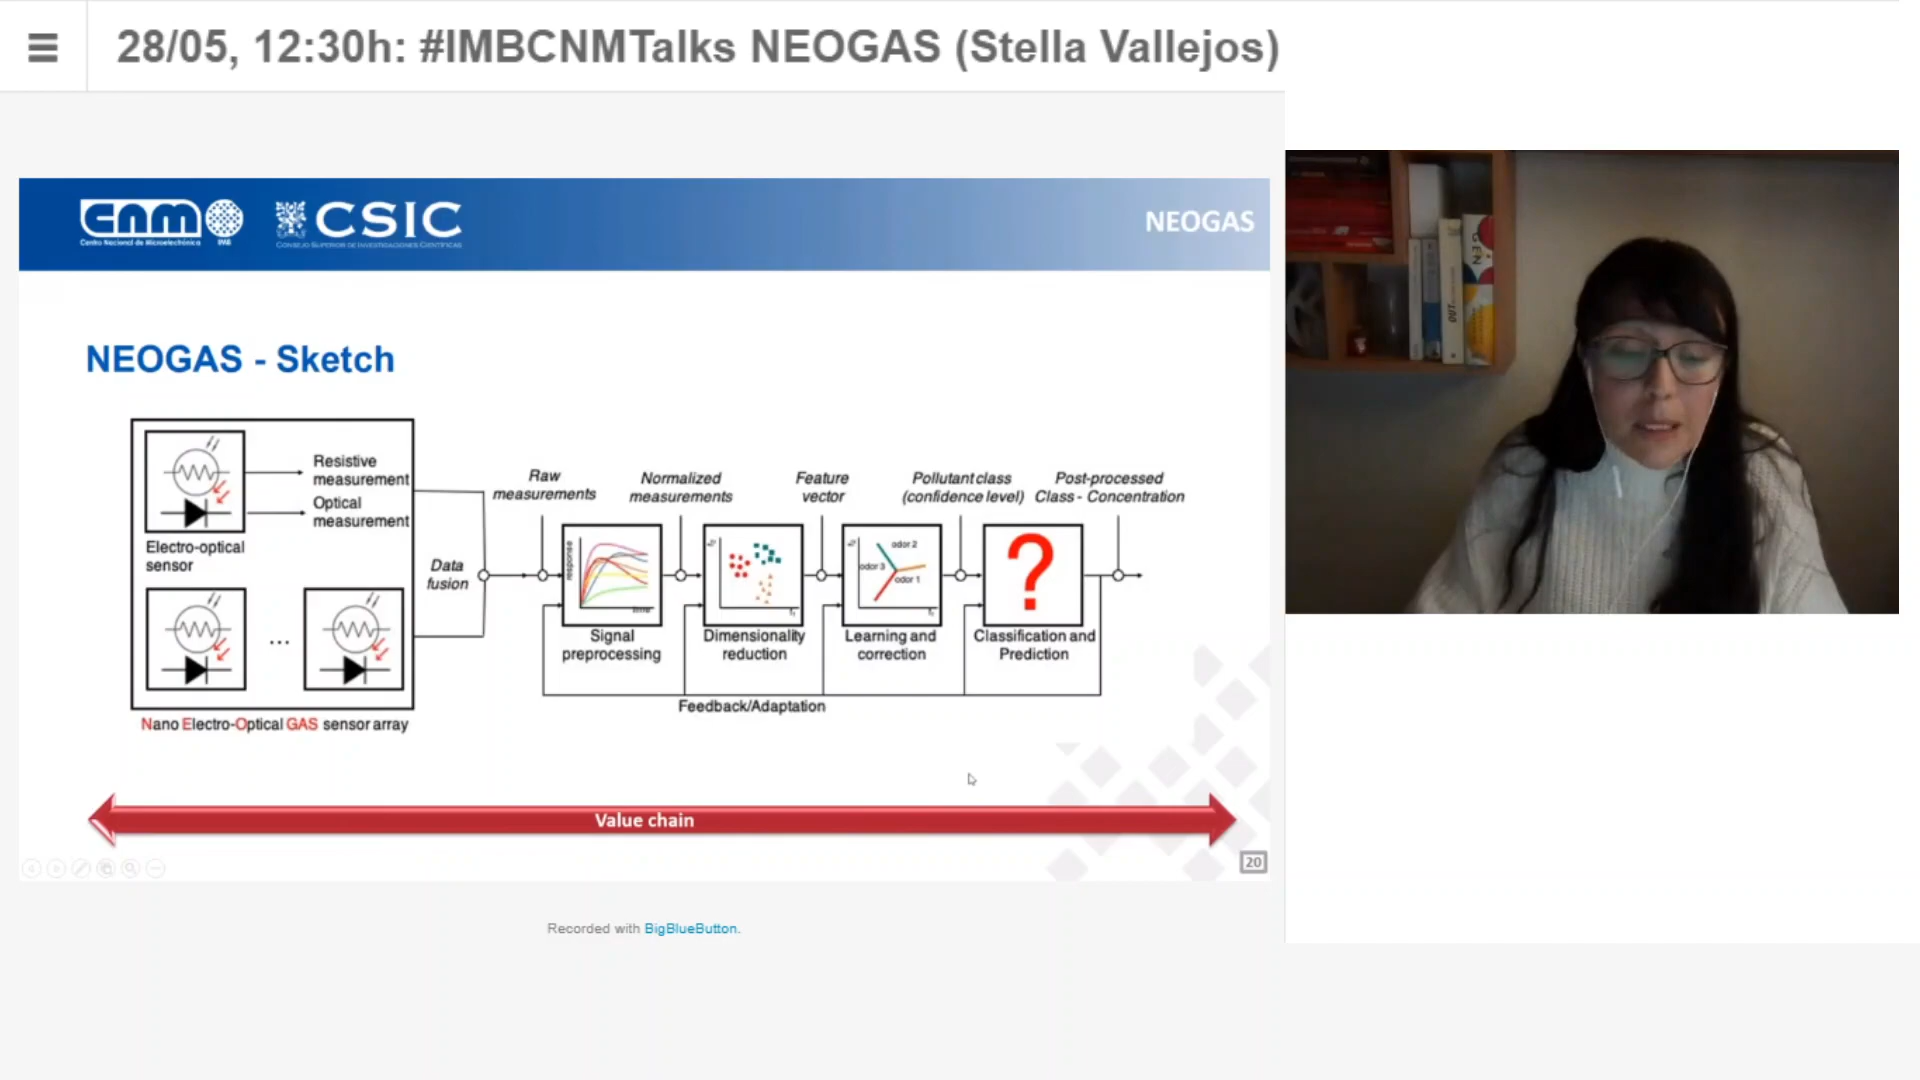 28/05, 12:30h: #IMBCNMTalks NEOGAS (Stella Vallejos)
cnm
Centro Nacional de Microelectrónica
IMB
CSIC
CONSEJO SUPERIOR DE INVESTIGACIONES CIENTÍFICAS
NEOGAS
NEOGAS - Sketch
Resistive
measurement
Optical
measurement
Electro-optical
sensor
...
Nano Electro-Optical GAS sensor array
Data
fusion
Raw
measurements
Normalized
measurements
Feature
vector
Pollutant class
(confidence level)
Post-processed
Class - Concentration
response
time
odor 2
odor 3
odor 1
?
Signal
preprocessing
Dimensionality
reduction
Learning and
correction
Classification and
Prediction
Feedback/Adaptation
Value chain
20
Recorded with BigBlueButton.
OUT
GEN